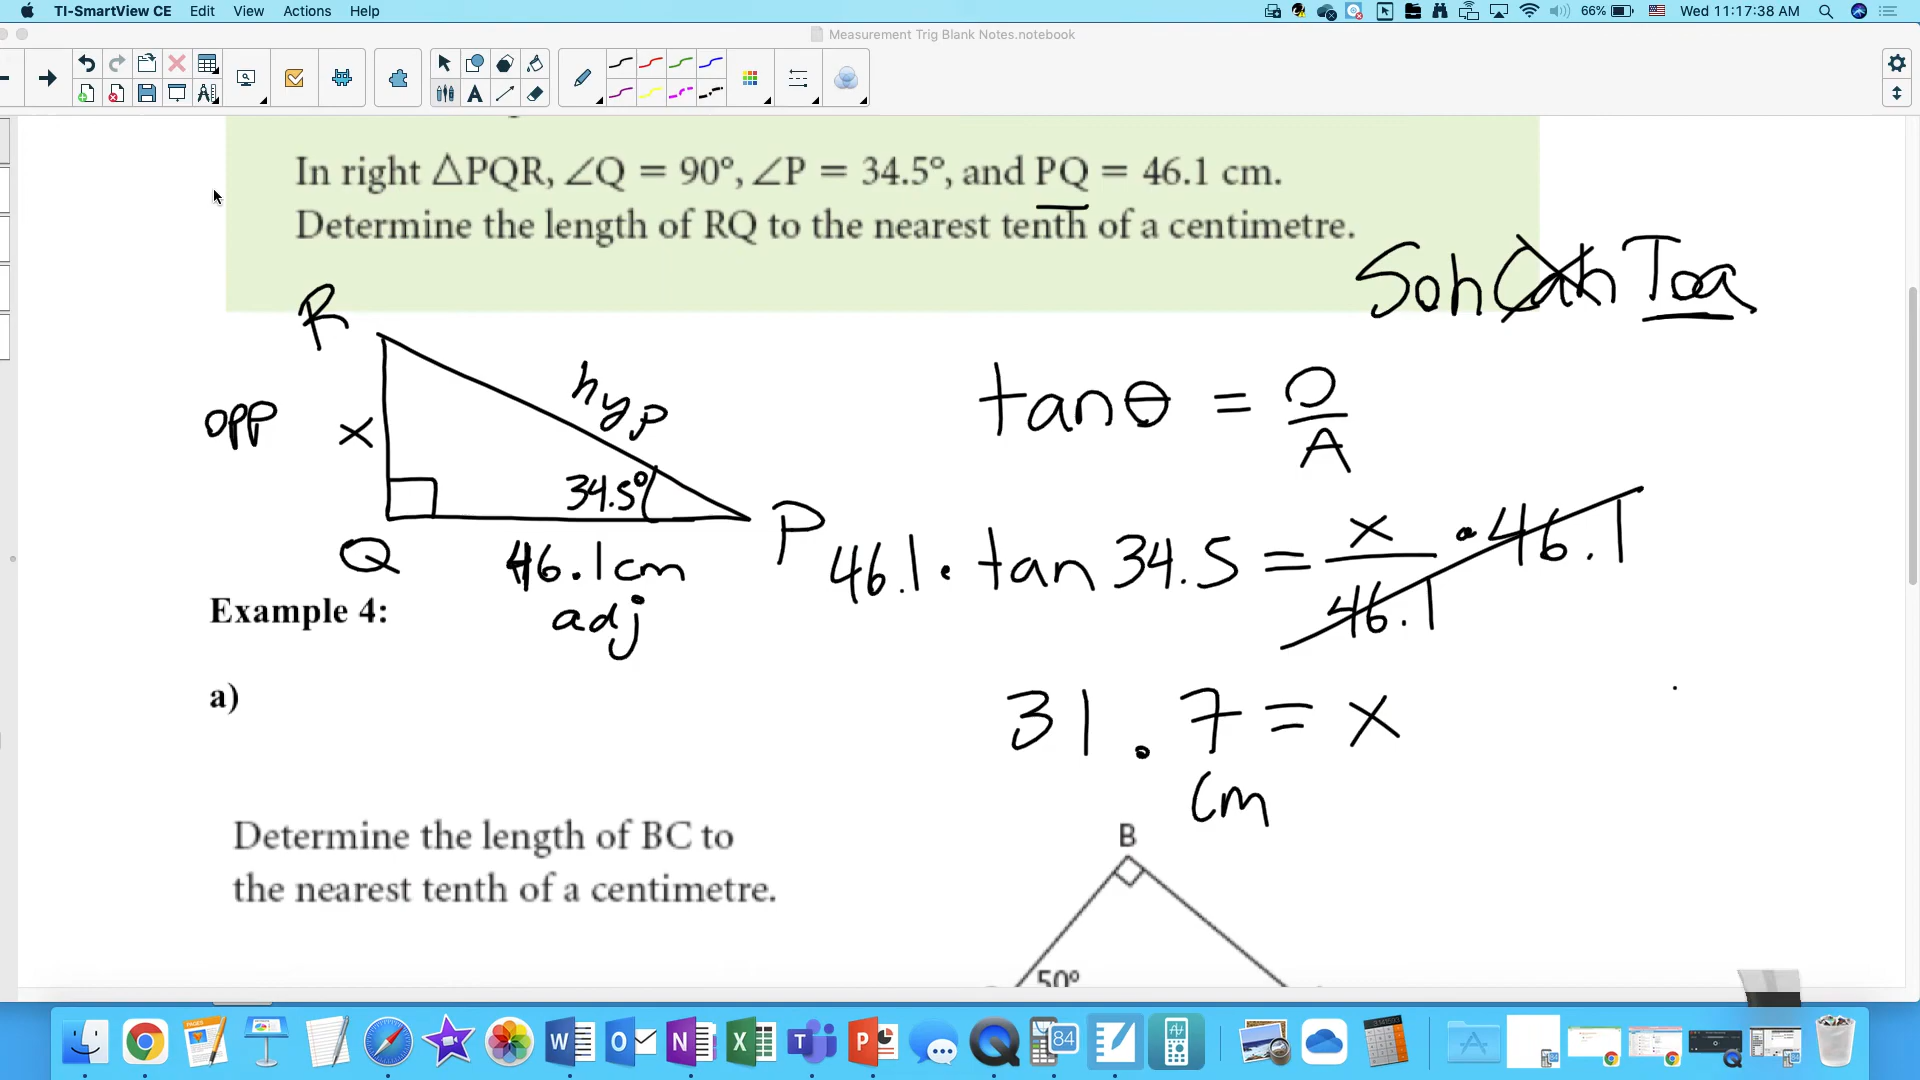 TI-SmartView CE Edit View Actions Help
66% Wed 11:17:38 AM
Measurement Trig Blank Notes.notebook
In right △PQR, ∠Q = 90°, ∠P = 34.5°, and PQ = 46.1 cm.
Determine the length of RQ to the nearest tenth of a centimetre.
Soh Cah Toa
R
hyp
opp
x
tanθ = O/A
34.5°
P
Q
46.1cm
adj
46.1 · tan 34.5 = x/46.1 · 46.1
Example 4:
a)
31.7 = x
cm
Determine the length of BC to
the nearest tenth of a centimetre.
B
50°
PAGES
W O N X T P 84